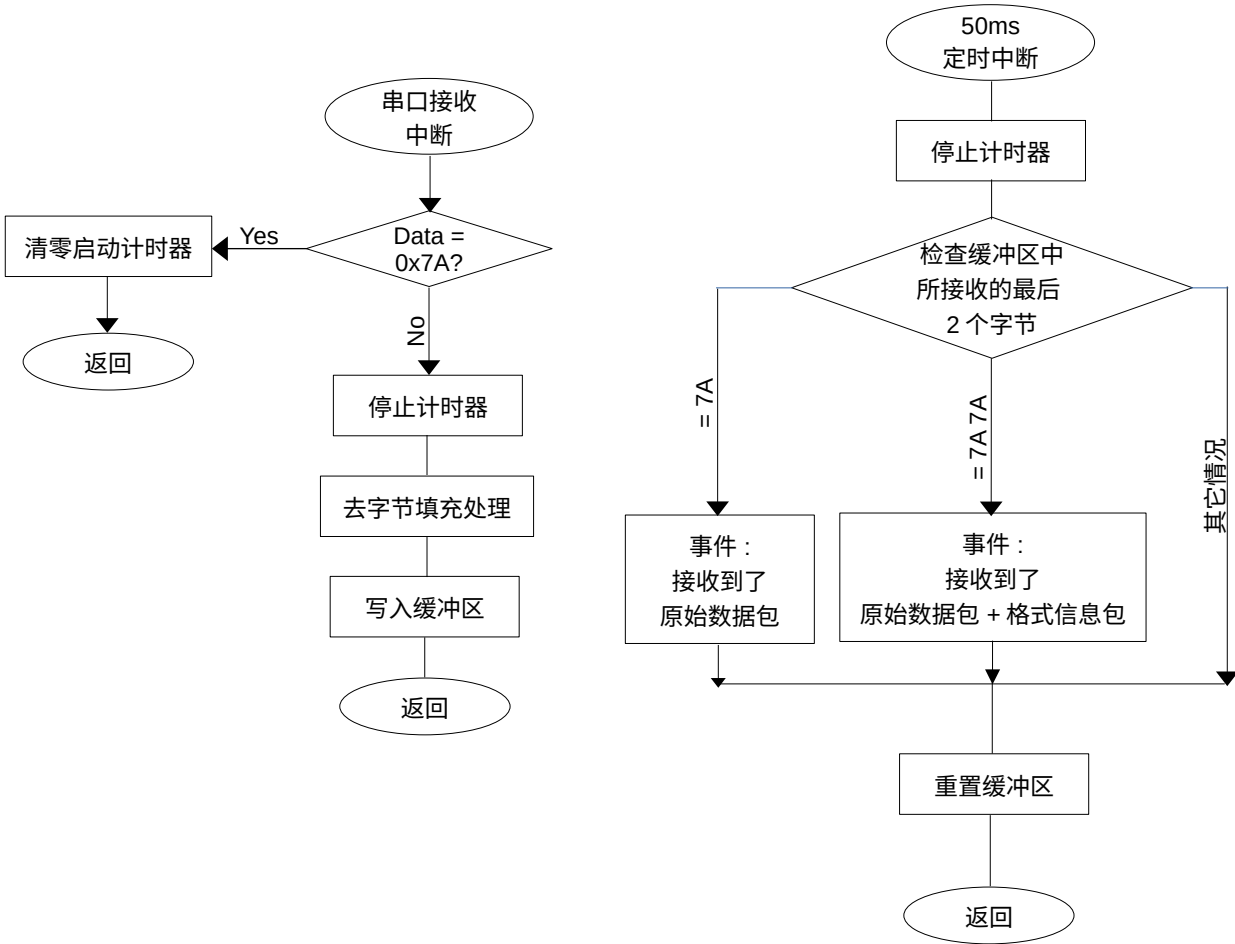 串口接收
中断
Data =
0x7A?
Yes
清零启动计时器
返回
No
停止计时器
去字节填充处理
写入缓冲区
返回
50ms
定时中断
停止计时器
检查缓冲区中
所接收的最后
2 个字节
= 7A
= 7A 7A
其它情况
事件 :
接收到了
原始数据包
事件 :
接收到了
原始数据包 + 格式信息包
重置缓冲区
返回